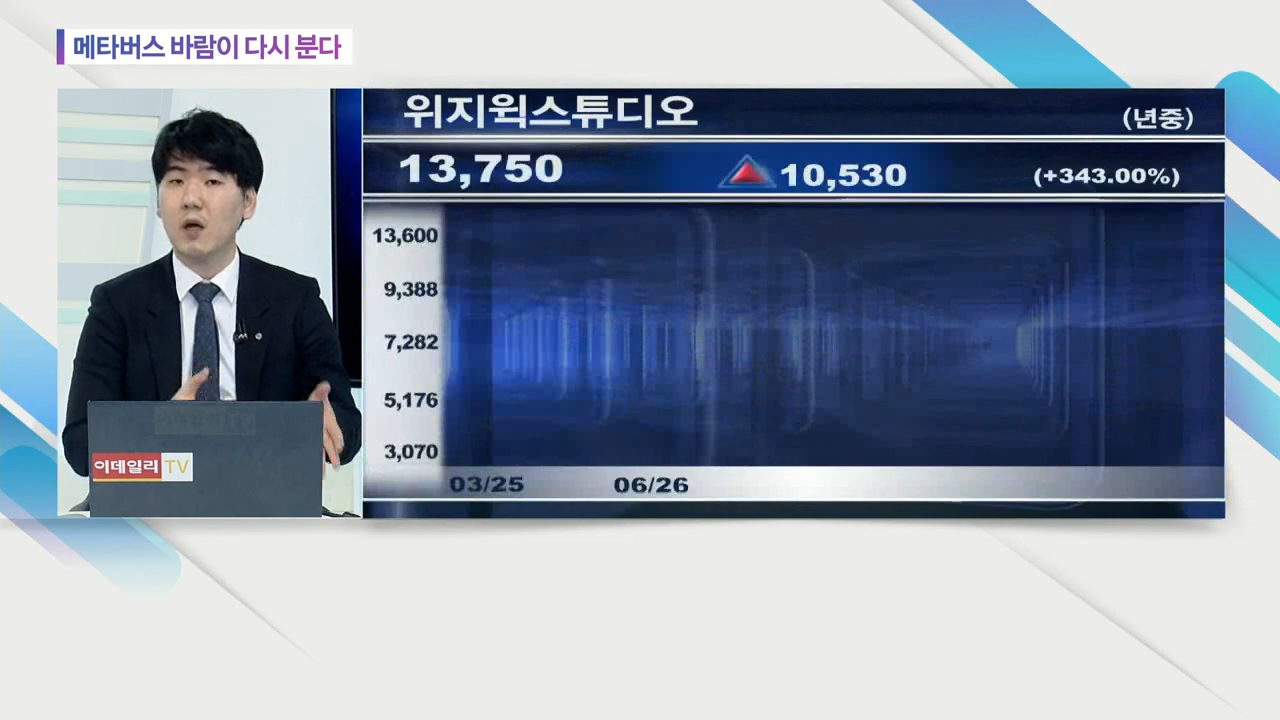 메타버스 바람이 다시 분다
위지윅스튜디오
(년중)
13,750
10,530
(+343.00%)
13,600
9,388
7,282
5,176
3,070
03/25
06/26
이데일리 TV